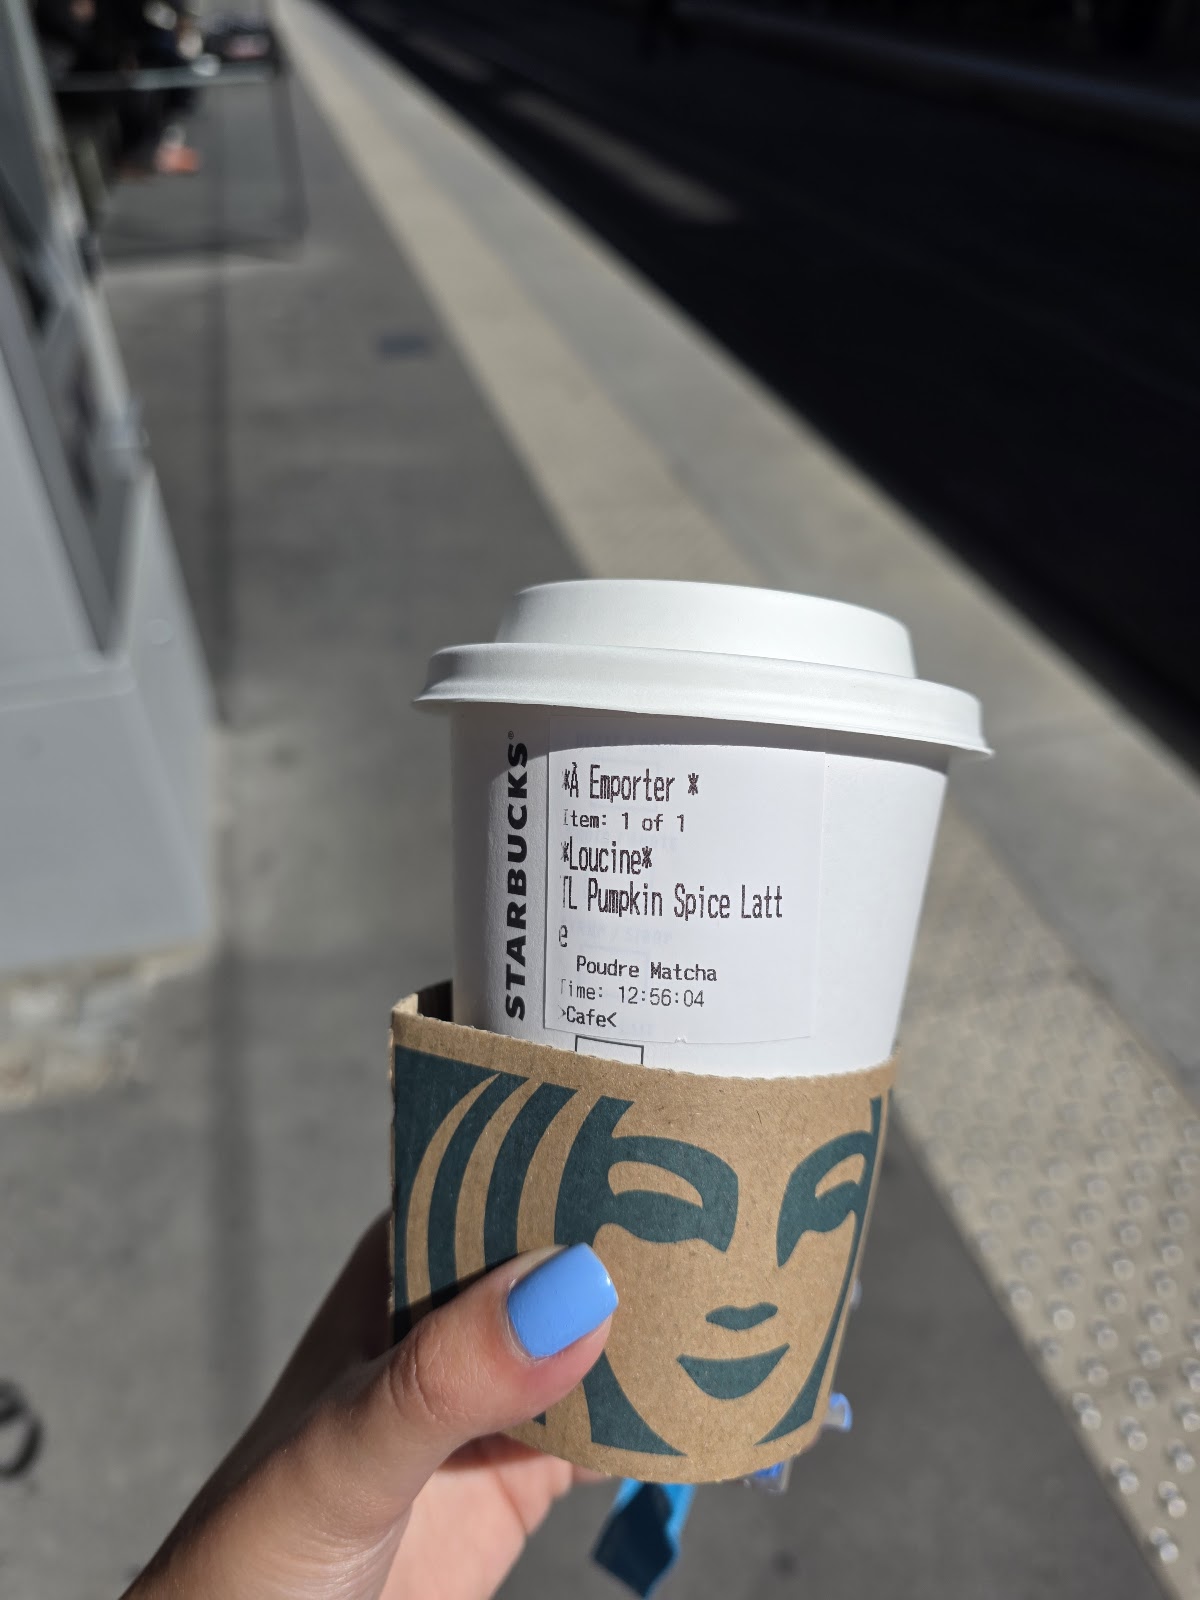 STARBUCKS®
*À Emporter *
Item: 1 of 1
*Loucine*
TL Pumpkin Spice Latt
e
Poudre Matcha
Time: 12:56:04
>Cafe<